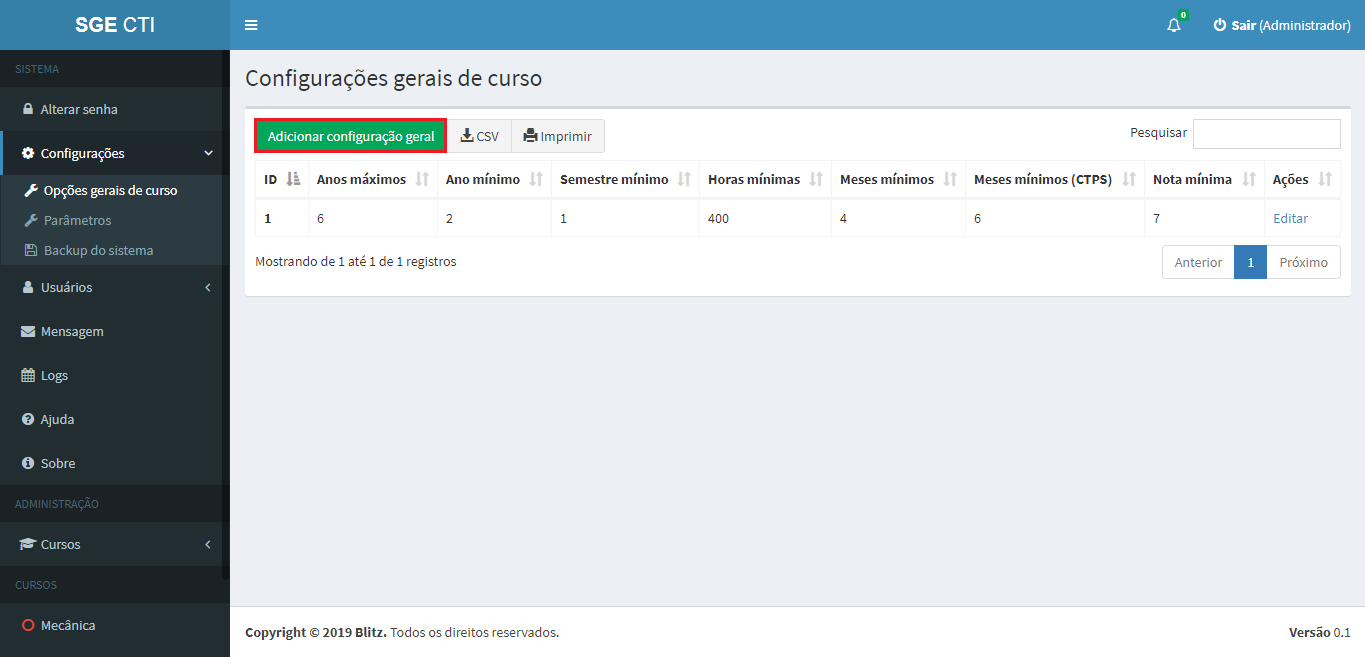 SGE CTI
0
Sair (Administrador)
SISTEMA
Alterar senha
Configurações
Opções gerais de curso
Parâmetros
Backup do sistema
Usuários
Mensagem
Logs
Ajuda
Sobre
ADMINISTRAÇÃO
Cursos
CURSOS
Mecânica
Configurações gerais de curso
Adicionar configuração geral CSV Imprimir Pesquisar
ID Anos máximos Ano mínimo Semestre mínimo Horas mínimas Meses mínimos Meses mínimos (CTPS) Nota mínima Ações
1 6 2 1 400 4 6 7 Editar
Mostrando de 1 até 1 de 1 registros Anterior 1 Próximo
Copyright © 2019 Blitz. Todos os direitos reservados. Versão 0.1